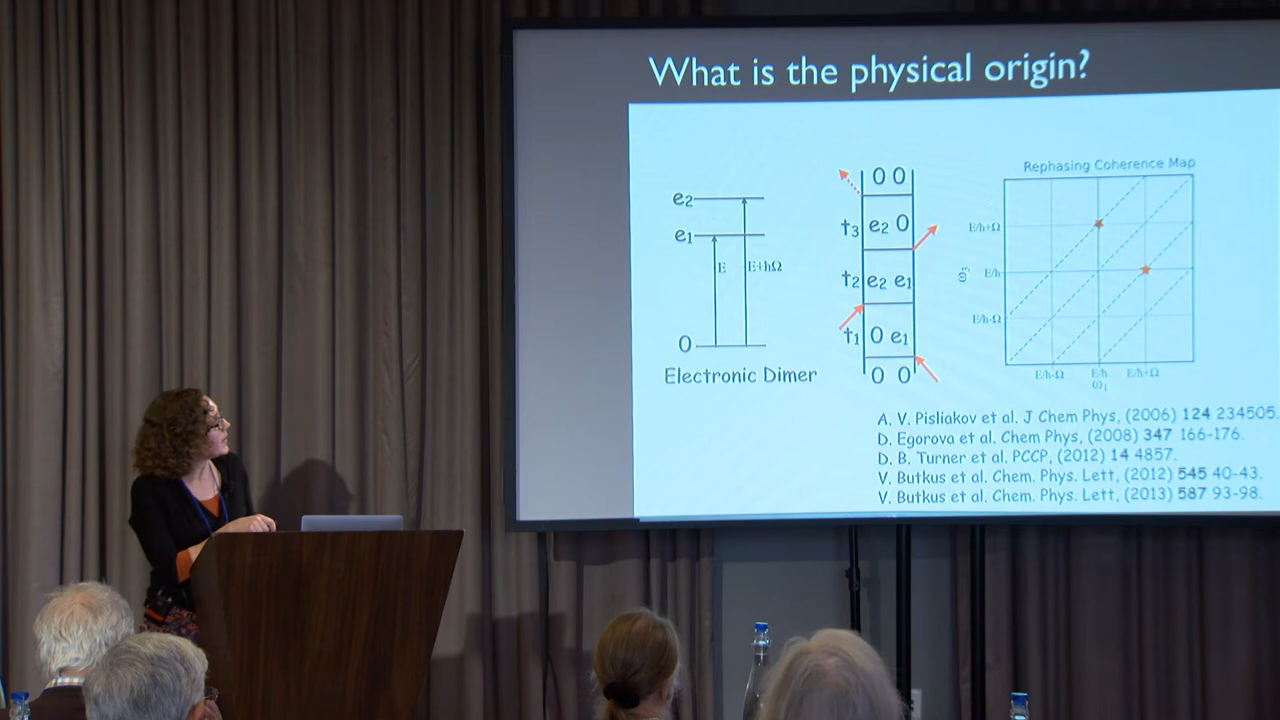 What is the physical origin?
e2
e1
E
E+ħΩ
0
Electronic Dimer
0 0
t3 e2 0
t2 e2 e1
t1 0 e1
0 0
Rephasing Coherence Map
E/ħ+Ω
E/ħ
E/ħ-Ω
ω3
E/ħ-Ω
E/ħ
E/ħ+Ω
ω1
A. V. Pisliakov et al. J Chem Phys, (2006) 124 234505.
D. Egorova et al. Chem Phys, (2008) 347 166-176.
D. B. Turner et al. PCCP, (2012) 14 4857.
V. Butkus et al. Chem. Phys. Lett, (2012) 545 40-43.
V. Butkus et al. Chem. Phys. Lett, (2013) 587 93-98.